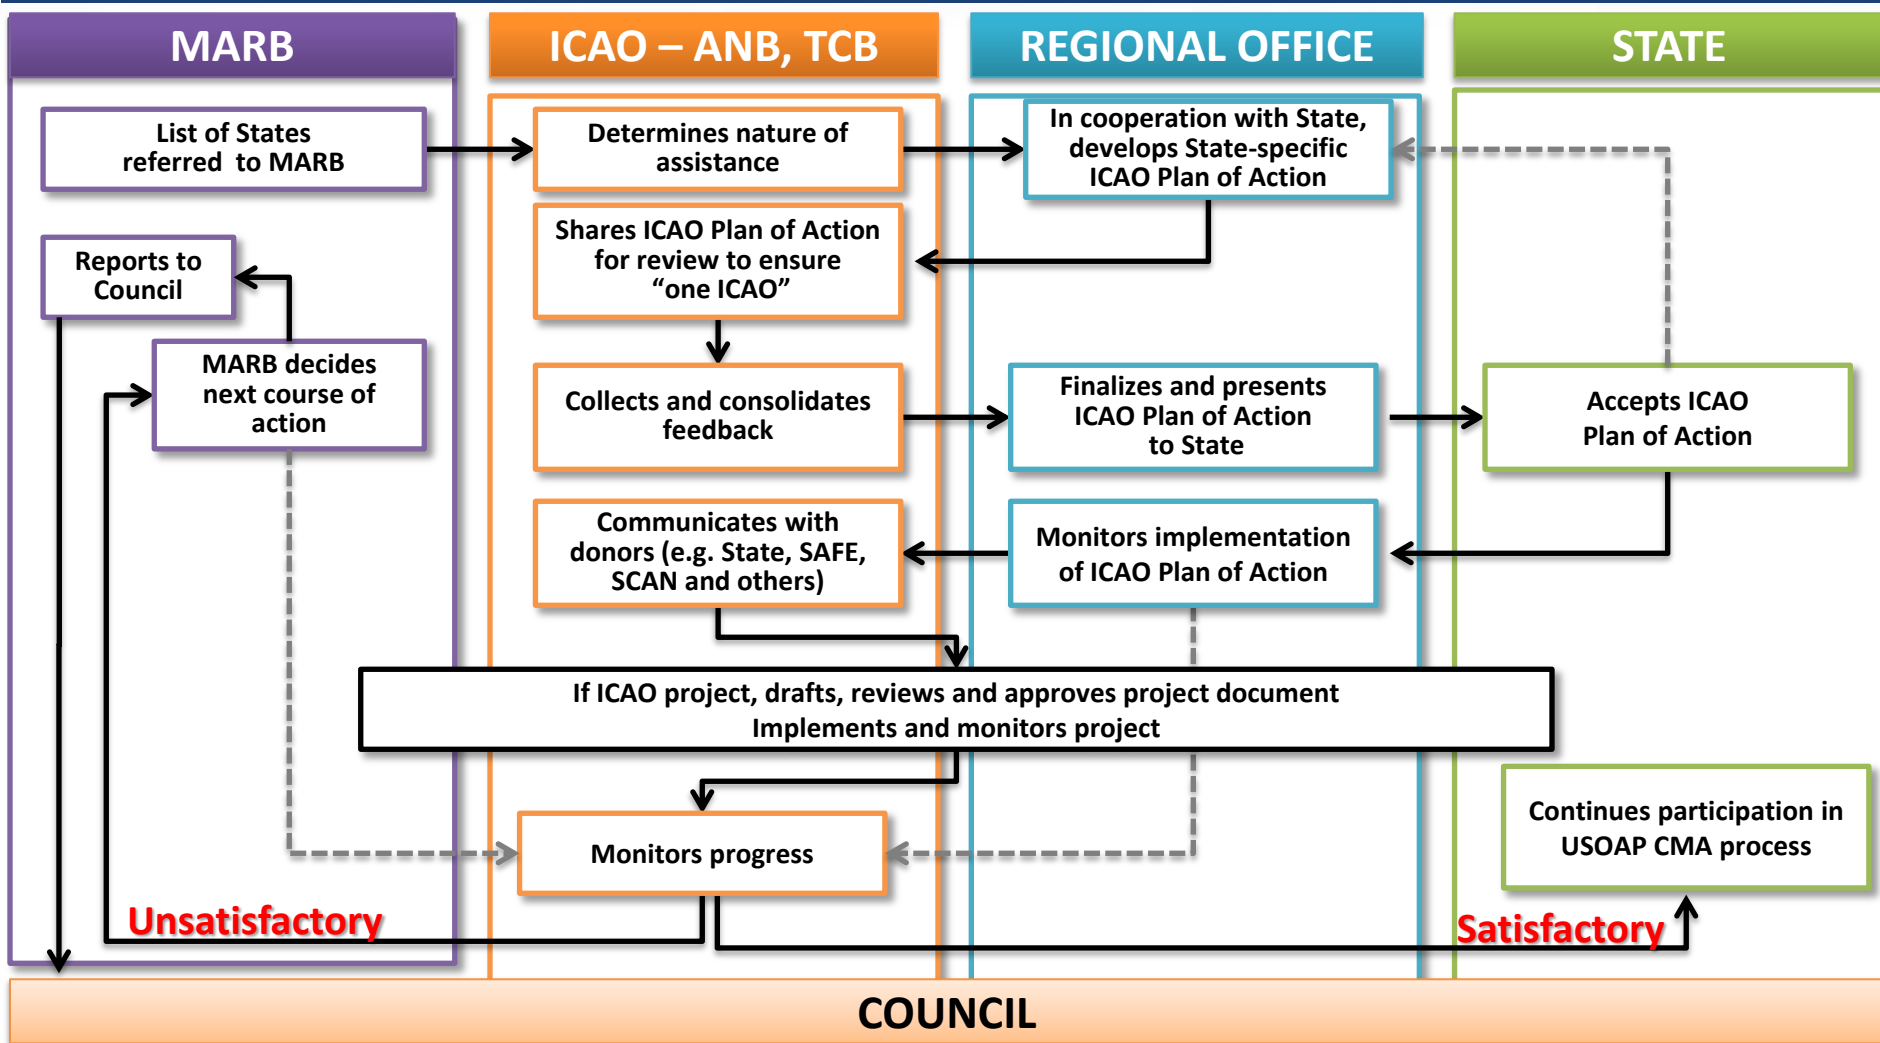 MARB
ICAO – ANB, TCB
REGIONAL OFFICE
STATE
List of States
referred to MARB
Determines nature of
assistance
In cooperation with State,
develops State-specific
ICAO Plan of Action
Shares ICAO Plan of Action
for review to ensure
“one ICAO”
Reports to
Council
MARB decides
next course of
action
Collects and consolidates
feedback
Finalizes and presents
ICAO Plan of Action
to State
Accepts ICAO
Plan of Action
Communicates with
donors (e.g. State, SAFE,
SCAN and others)
Monitors implementation
of ICAO Plan of Action
If ICAO project, drafts, reviews and approves project document
Implements and monitors project
Monitors progress
Continues participation in
USOAP CMA process
Unsatisfactory
Satisfactory
COUNCIL